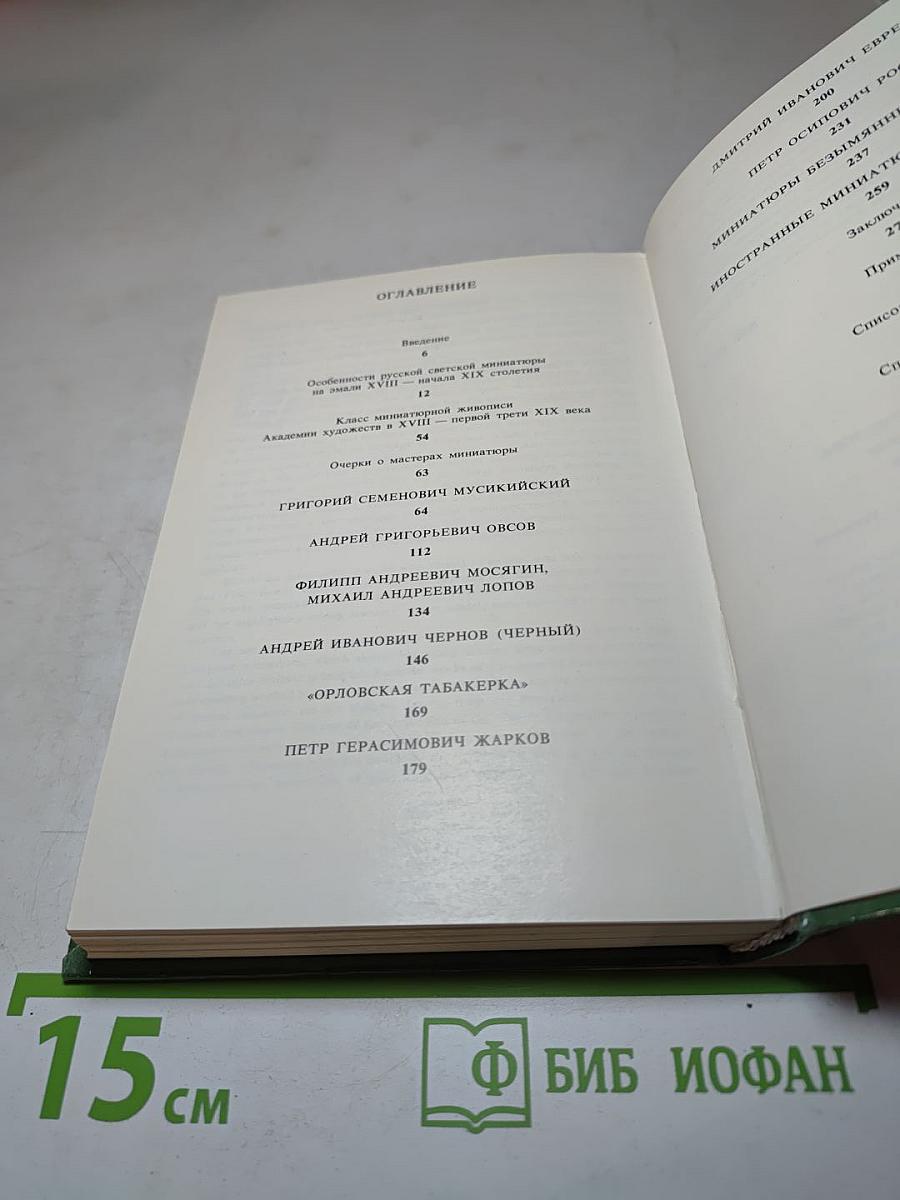 ОГЛАВЛЕНИЕ
Введение
6
Особенности русской светской миниатюры
на эмали XVIII — начала XIX столетия
12
Класс миниатюрной живописи
Академии художеств в XVIII — первой трети XIX века
54
Очерки о мастерах миниатюры
63
ГРИГОРИЙ СЕМЕНОВИЧ МУСИКИЙСКИЙ
64
АНДРЕЙ ГРИГОРЬЕВИЧ ОВСОВ
112
ФИЛИПП АНДРЕЕВИЧ МОСЯГИН,
МИХАИЛ АНДРЕЕВИЧ ЛОПОВ
134
АНДРЕЙ ИВАНОВИЧ ЧЕРНОВ (ЧЕРНЫЙ)
146
«ОРЛОВСКАЯ ТАБАКЕРКА»
169
ПЕТР ГЕРАСИМОВИЧ ЖАРКОВ
179
ДМИТРИЙ ИВАНОВИЧ
200
ПЕТР ОСИПОВИЧ
231
МИНИАТЮРЫ
237
ИНОСТРАННЫЕ
259
15 см
Ф БИБ ИОФАН